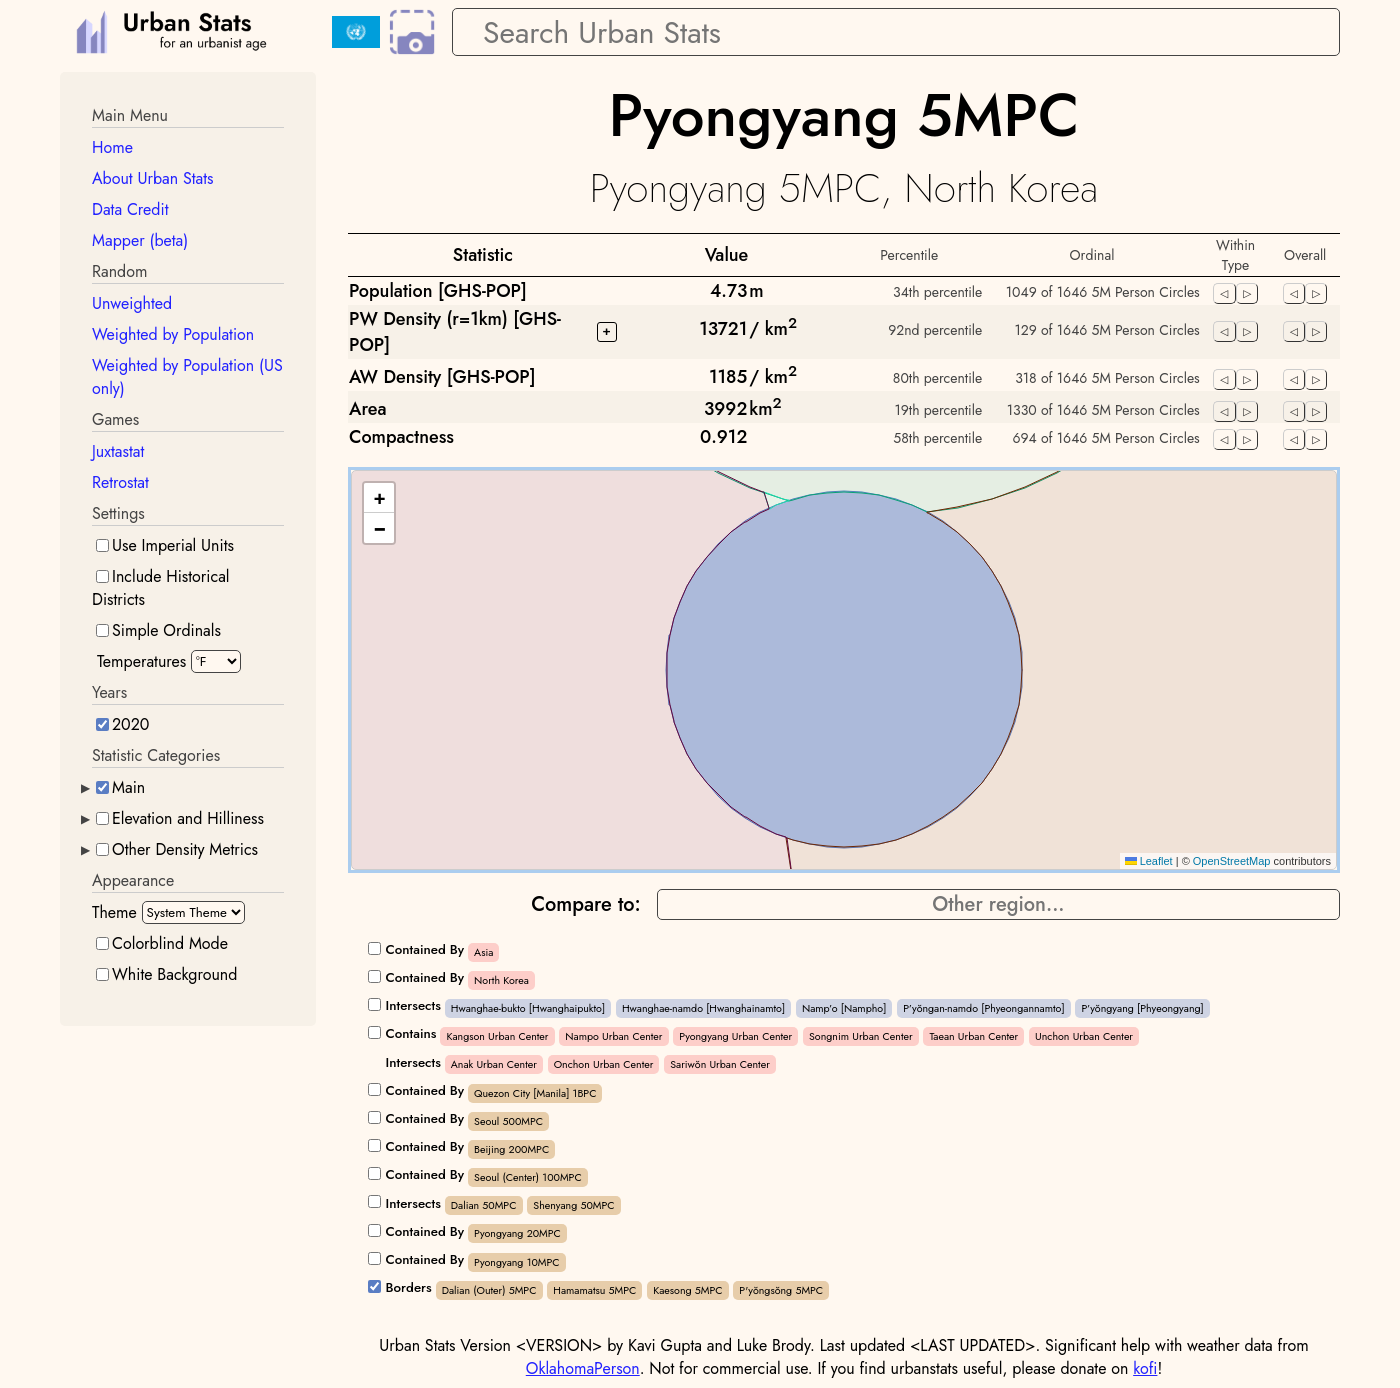 Urban Stats
for an urbanist age
Search Urban Stats
Main Menu
Home
About Urban Stats
Data Credit
Mapper (beta)
Random
Unweighted
Weighted by Population
Weighted by Population (US
only)
Games
Juxtastat
Retrostat
Settings
Use Imperial Units
Include Historical
Districts
Simple Ordinals
Temperatures °F
Years
2020
Statistic Categories
▶ Main
▶ Elevation and Hilliness
▶ Other Density Metrics
Appearance
Theme System Theme
Colorblind Mode
White Background
Pyongyang 5MPC
Pyongyang 5MPC, North Korea
Statistic Value Percentile Ordinal Within Type Overall
Population [GHS-POP] 4.73 m 34th percentile 1049 of 1646 5M Person Circles ◁ ▷ ◁ ▷
PW Density (r=1km) [GHS-POP] + 13721 / km² 92nd percentile 129 of 1646 5M Person Circles ◁ ▷ ◁ ▷
AW Density [GHS-POP] 1185 / km² 80th percentile 318 of 1646 5M Person Circles ◁ ▷ ◁ ▷
Area 3992 km² 19th percentile 1330 of 1646 5M Person Circles ◁ ▷ ◁ ▷
Compactness 0.912 58th percentile 694 of 1646 5M Person Circles ◁ ▷ ◁ ▷
+
−
Leaflet | © OpenStreetMap contributors
Compare to: Other region...
Contained By Asia
Contained By North Korea
Intersects Hwanghae-bukto [Hwanghaipukto] Hwanghae-namdo [Hwanghainamto] Namp'o [Nampho] P'yŏngan-namdo [Phyeongannamto] P'yŏngyang [Phyeongyang]
Contains Kangson Urban Center Nampo Urban Center Pyongyang Urban Center Songnim Urban Center Taean Urban Center Unchon Urban Center
Intersects Anak Urban Center Onchon Urban Center Sariwŏn Urban Center
Contained By Quezon City [Manila] 1BPC
Contained By Seoul 500MPC
Contained By Beijing 200MPC
Contained By Seoul (Center) 100MPC
Intersects Dalian 50MPC Shenyang 50MPC
Contained By Pyongyang 20MPC
Contained By Pyongyang 10MPC
Borders Dalian (Outer) 5MPC Hamamatsu 5MPC Kaesong 5MPC P'yŏngsŏng 5MPC
Urban Stats Version <VERSION> by Kavi Gupta and Luke Brody. Last updated <LAST UPDATED>. Significant help with weather data from
OklahomaPerson. Not for commercial use. If you find urbanstats useful, please donate on kofi!